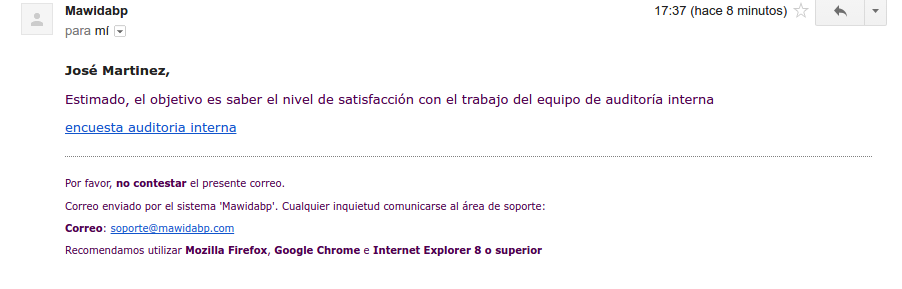 Mawidabp
17:37 (hace 8 minutos)
para mí
José Martinez,
Estimado, el objetivo es saber el nivel de satisfacción con el trabajo del equipo de auditoría interna
encuesta auditoria interna
Por favor, no contestar el presente correo.
Correo enviado por el sistema 'Mawidabp'. Cualquier inquietud comunicarse al área de soporte:
Correo: soporte@mawidabp.com
Recomendamos utilizar Mozilla Firefox, Google Chrome e Internet Explorer 8 o superior